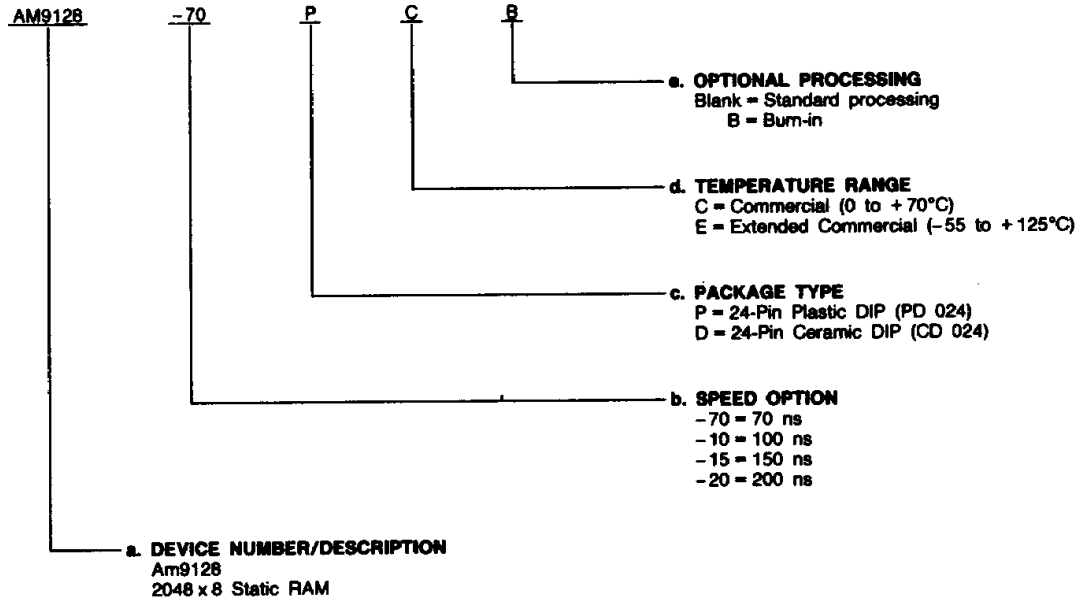 AM9128 -70 P C B
e. OPTIONAL PROCESSING
Blank = Standard processing
B = Burn-in
d. TEMPERATURE RANGE
C = Commercial (0 to +70°C)
E = Extended Commercial (-55 to +125°C)
c. PACKAGE TYPE
P = 24-Pin Plastic DIP (PD 024)
D = 24-Pin Ceramic DIP (CD 024)
b. SPEED OPTION
-70 = 70 ns
-10 = 100 ns
-15 = 150 ns
-20 = 200 ns
a. DEVICE NUMBER/DESCRIPTION
Am9128
2048 x 8 Static RAM